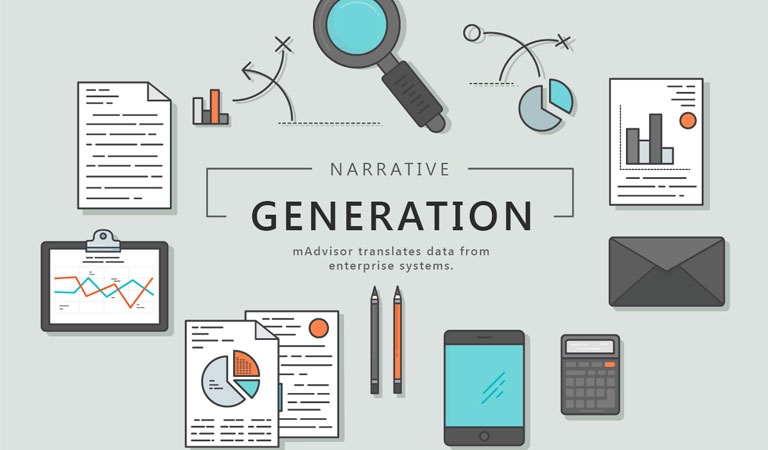 NARRATIVE
GENERATION
mAdvisor translates data from
enterprise systems.